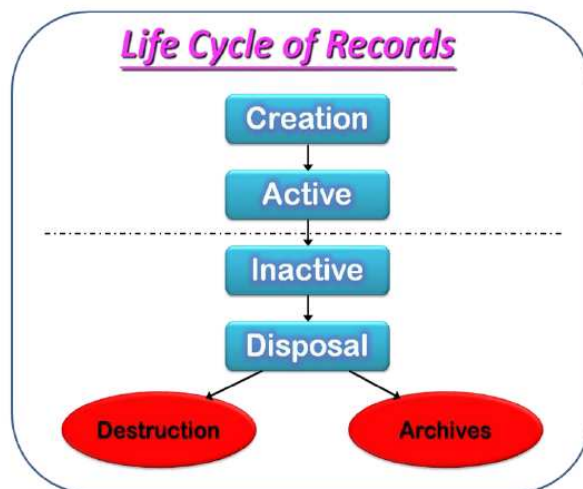 Life Cycle of Records
Creation
Active
Inactive
Disposal
Destruction
Archives